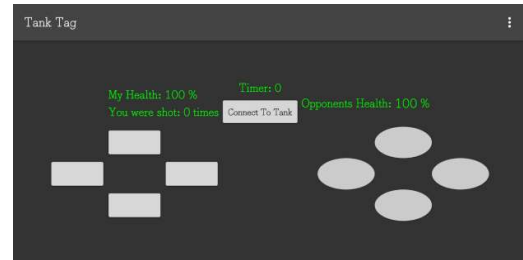 Tank Tag
Timer: 0
My Health: 100 %
You were shot: 0 times
Connect To Tank
Opponents Health: 100 %